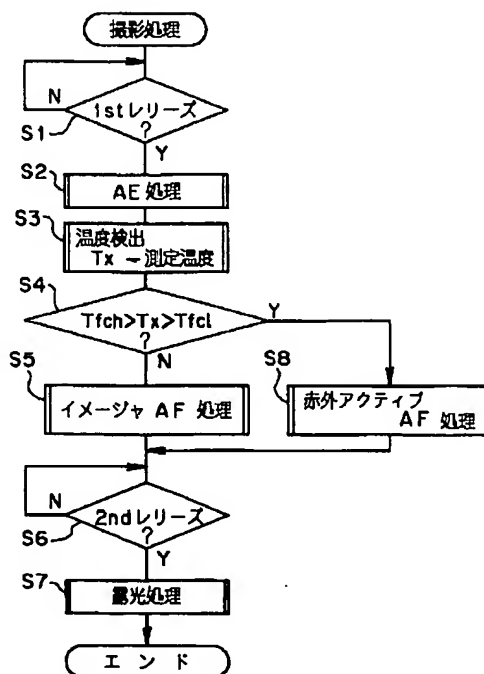 撮影処理
N
1stレリーズ
?
S1
Y
S2
AE 処理
S3
温度検出
Tx ― 測定温度
S4
Tfch>Tx>Tfcl
?
Y
N
S5
イメージャ AF 処理
S8
赤外アクティブ
AF 処理
N
2ndレリーズ
?
S6
Y
S7
露光処理
エンド